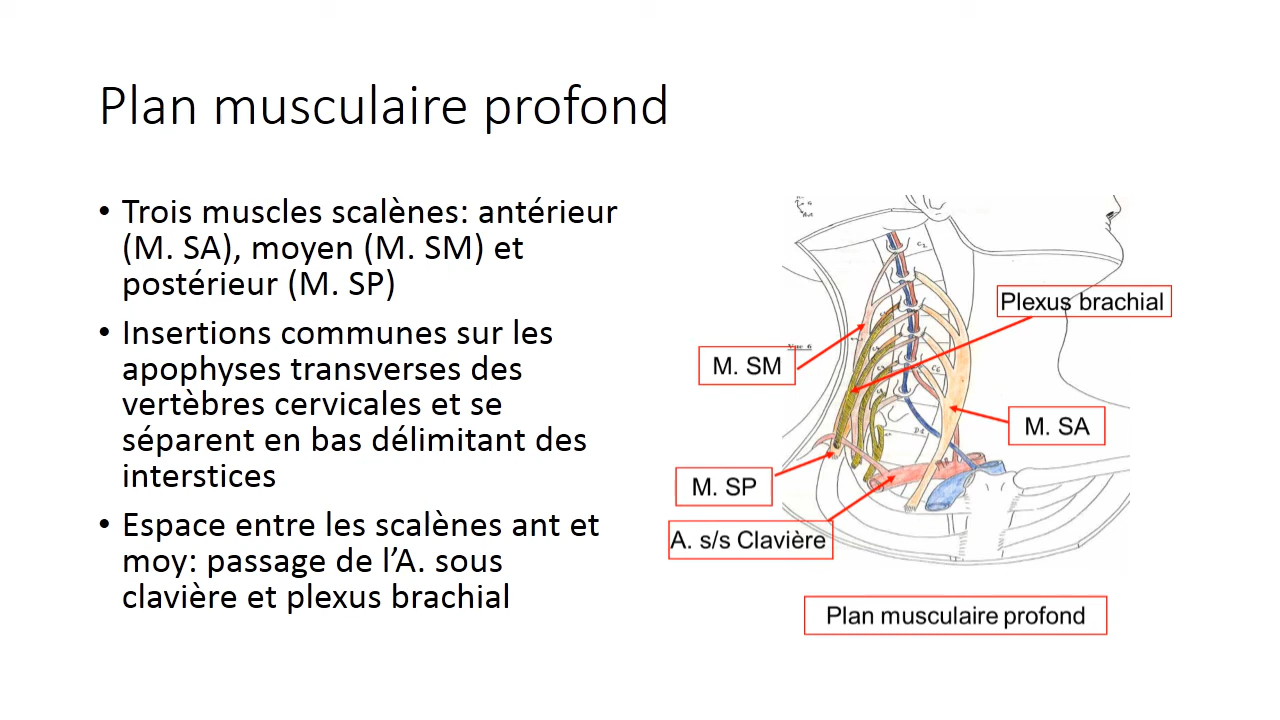 Plan musculaire profond
• Trois muscles scalènes: antérieur
(M. SA), moyen (M. SM) et
postérieur (M. SP)
• Insertions communes sur les
apophyses transverses des
vertèbres cervicales et se
séparent en bas délimitant des
interstices
• Espace entre les scalènes ant et
moy: passage de l’A. sous
clavière et plexus brachial
C2
Plexus brachial
M. SM
C6
M. SA
M. SP
A. s/s Clavière
Plan musculaire profond